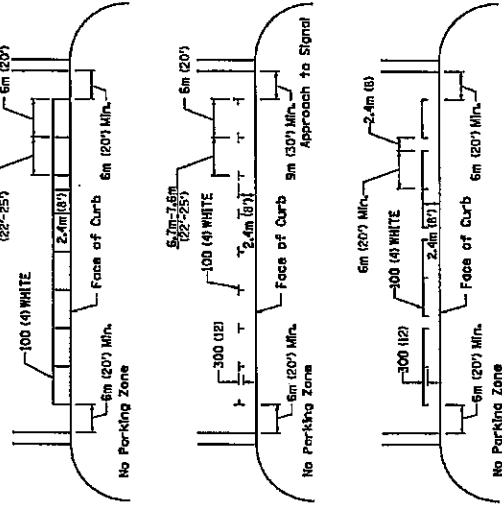 (22'-25')
6m (20')
100 (4) WHITE
2.4m (8')
Face of Curb
6m (20') Min.
6m (20') Min.
No Parking Zone
6.7m-7.6m
(22'-25')
6m (20')
300 (12)
100 (4) WHITE
2.4m (8')
Face of Curb
6m (20') Min.
9m (30') Min.
Approach to Signal
No Parking Zone
6m (20') Min.
2.4m (8)
300 (12)
100 (4) WHITE
2.4m (8')
Face of Curb
6m (20') Min.
6m (20') Min.
No Parking Zone